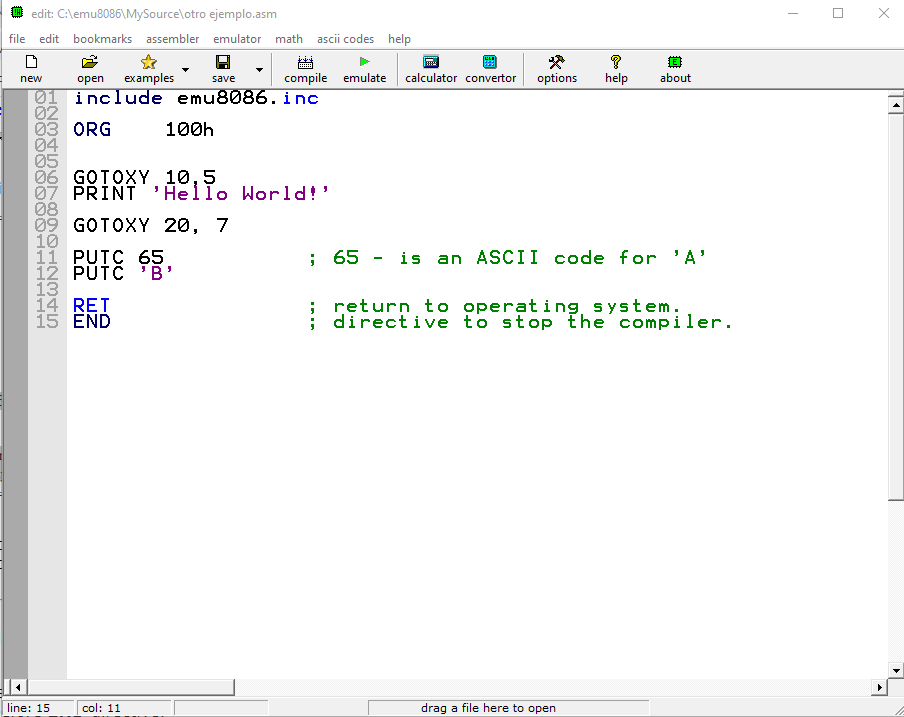 edit: C:\emu8086\MySource\otro ejemplo.asm
file edit bookmarks assembler emulator math ascii codes help
new open examples save compile emulate calculator convertor options help about
01 include emu8086.inc
02
03 ORG 100h
04
05
06 GOTOXY 10,5
07 PRINT 'Hello World!'
08
09 GOTOXY 20, 7
10
11 PUTC 65 ; 65 - is an ASCII code for 'A'
12 PUTC 'B'
13
14 RET ; return to operating system.
15 END ; directive to stop the compiler.
line: 15 col: 11 drag a file here to open